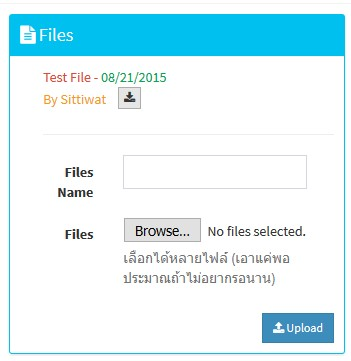 Files
Test File - 08/21/2015
By Sittiwat
Files
Name
Files Browse... No files selected.
เลือกได้หลายไฟล์ (เอาแค่พอ
ประมาณถ้าไม่อยากรอนาน)
Upload